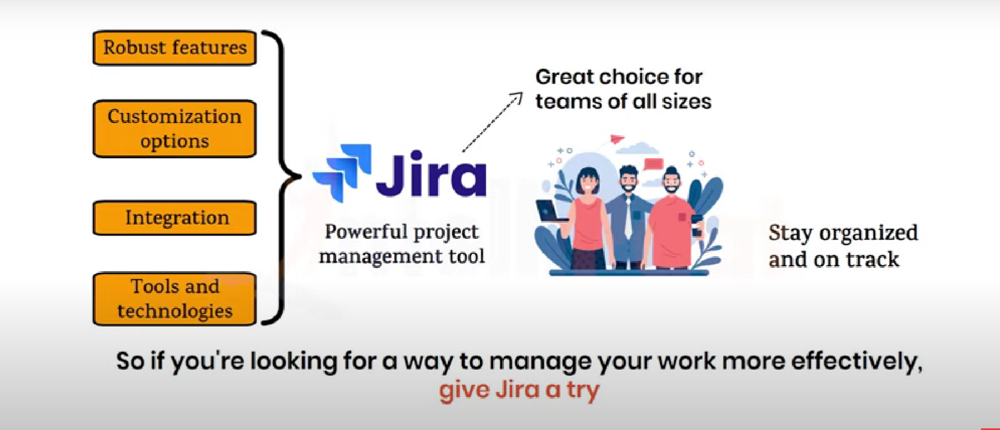 Robust features
Customization
options
Integration
Tools and
technologies
Jira
Powerful project
management tool
Great choice for
teams of all sizes
Stay organized
and on track
So if you're looking for a way to manage your work more effectively,
give Jira a try